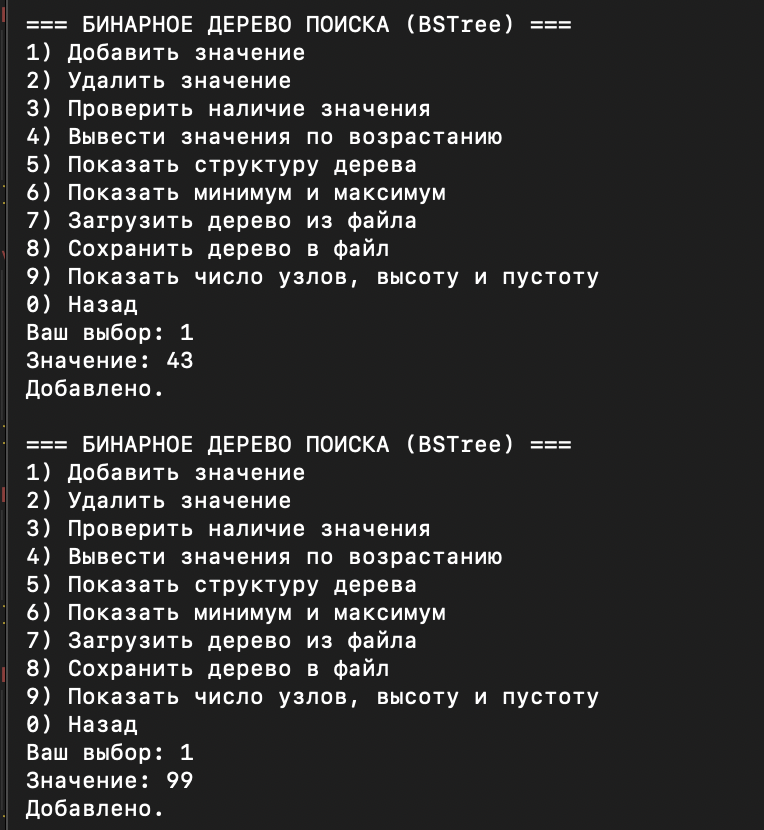 === БИНАРНОЕ ДЕРЕВО ПОИСКА (BSTree) ===
1) Добавить значение
2) Удалить значение
3) Проверить наличие значения
4) Вывести значения по возрастанию
5) Показать структуру дерева
6) Показать минимум и максимум
7) Загрузить дерево из файла
8) Сохранить дерево в файл
9) Показать число узлов, высоту и пустоту
0) Назад
Ваш выбор: 1
Значение: 43
Добавлено.

=== БИНАРНОЕ ДЕРЕВО ПОИСКА (BSTree) ===
1) Добавить значение
2) Удалить значение
3) Проверить наличие значения
4) Вывести значения по возрастанию
5) Показать структуру дерева
6) Показать минимум и максимум
7) Загрузить дерево из файла
8) Сохранить дерево в файл
9) Показать число узлов, высоту и пустоту
0) Назад
Ваш выбор: 1
Значение: 99
Добавлено.